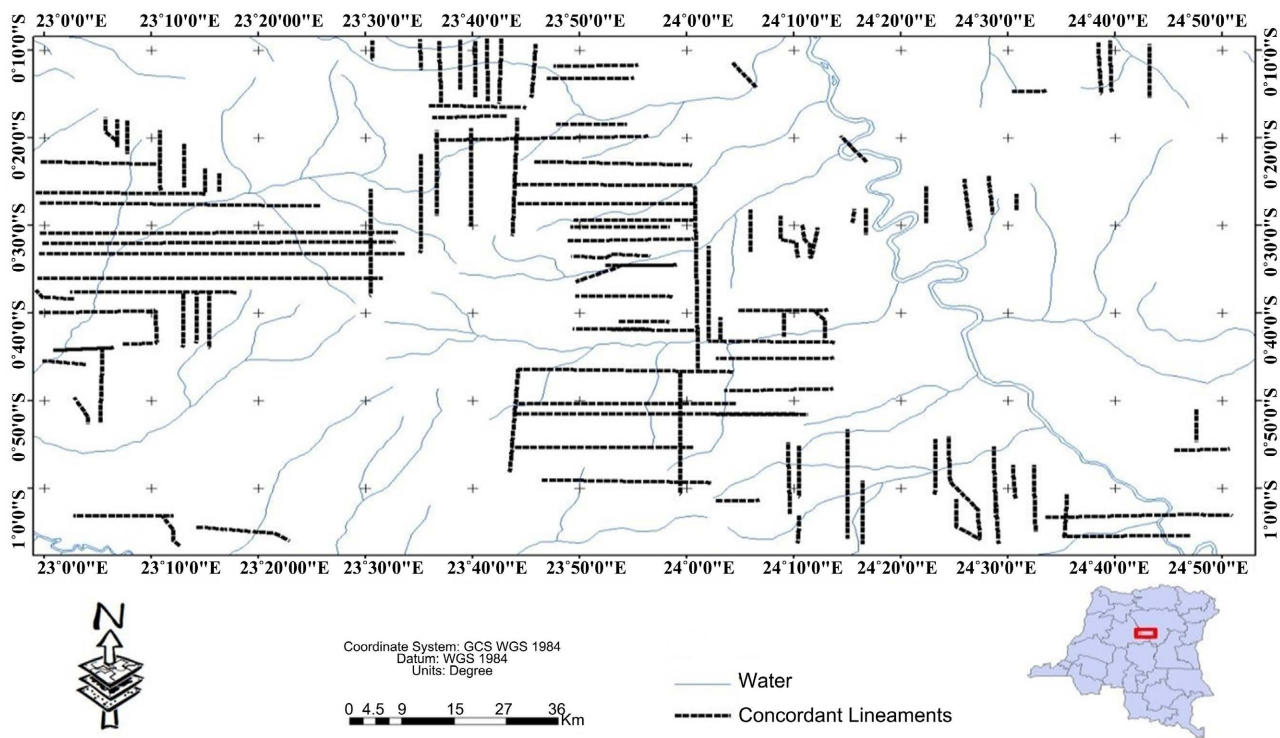 23°0'0"E 23°10'0"E 23°20'0"E 23°30'0"E 23°40'0"E 23°50'0"E 24°0'0"E 24°10'0"E 24°20'0"E 24°30'0"E 24°40'0"E 24°50'0"E
0°10'0"S 0°10'0"S
0°20'0"S 0°20'0"S
0°30'0"S 0°30'0"S
0°40'0"S 0°40'0"S
0°50'0"S 0°50'0"S
1°0'0"S 1°0'0"S
23°0'0"E 23°10'0"E 23°20'0"E 23°30'0"E 23°40'0"E 23°50'0"E 24°0'0"E 24°10'0"E 24°20'0"E 24°30'0"E 24°40'0"E 24°50'0"E
N
Coordinate System: GCS WGS 1984
Datum: WGS 1984
Units: Degree
0 4.5 9 15 27 36
Km
Water
Concordant Lineaments